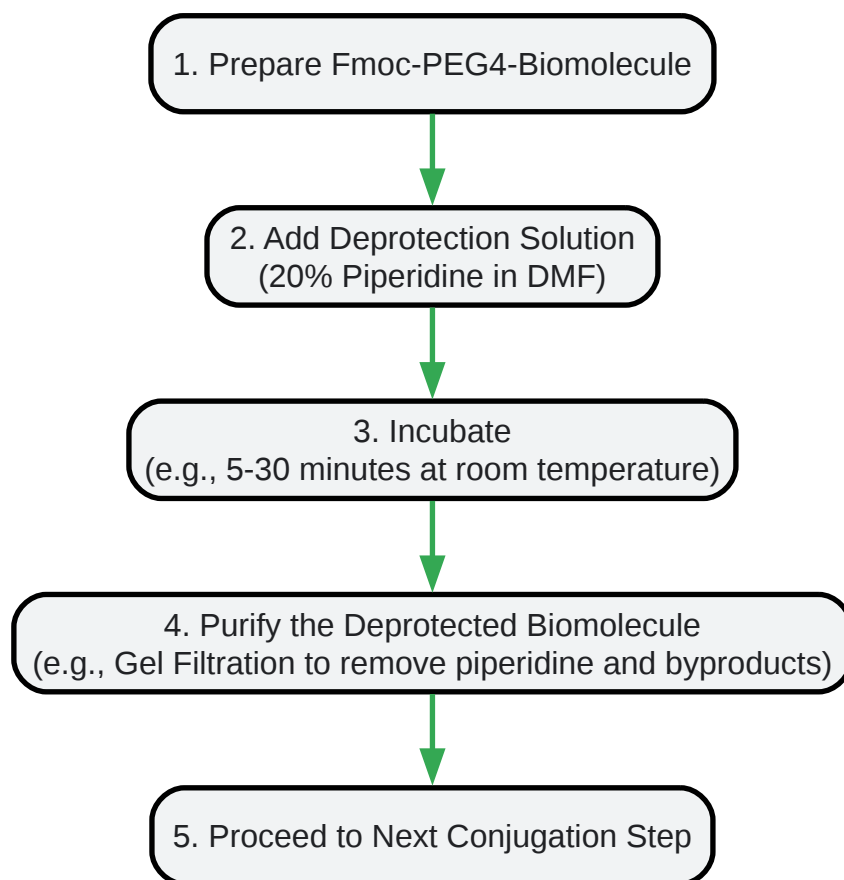 1. Prepare Fmoc-PEG4-Biomolecule
2. Add Deprotection Solution
(20% Piperidine in DMF)
3. Incubate
(e.g., 5-30 minutes at room temperature)
4. Purify the Deprotected Biomolecule
(e.g., Gel Filtration to remove piperidine and byproducts)
5. Proceed to Next Conjugation Step